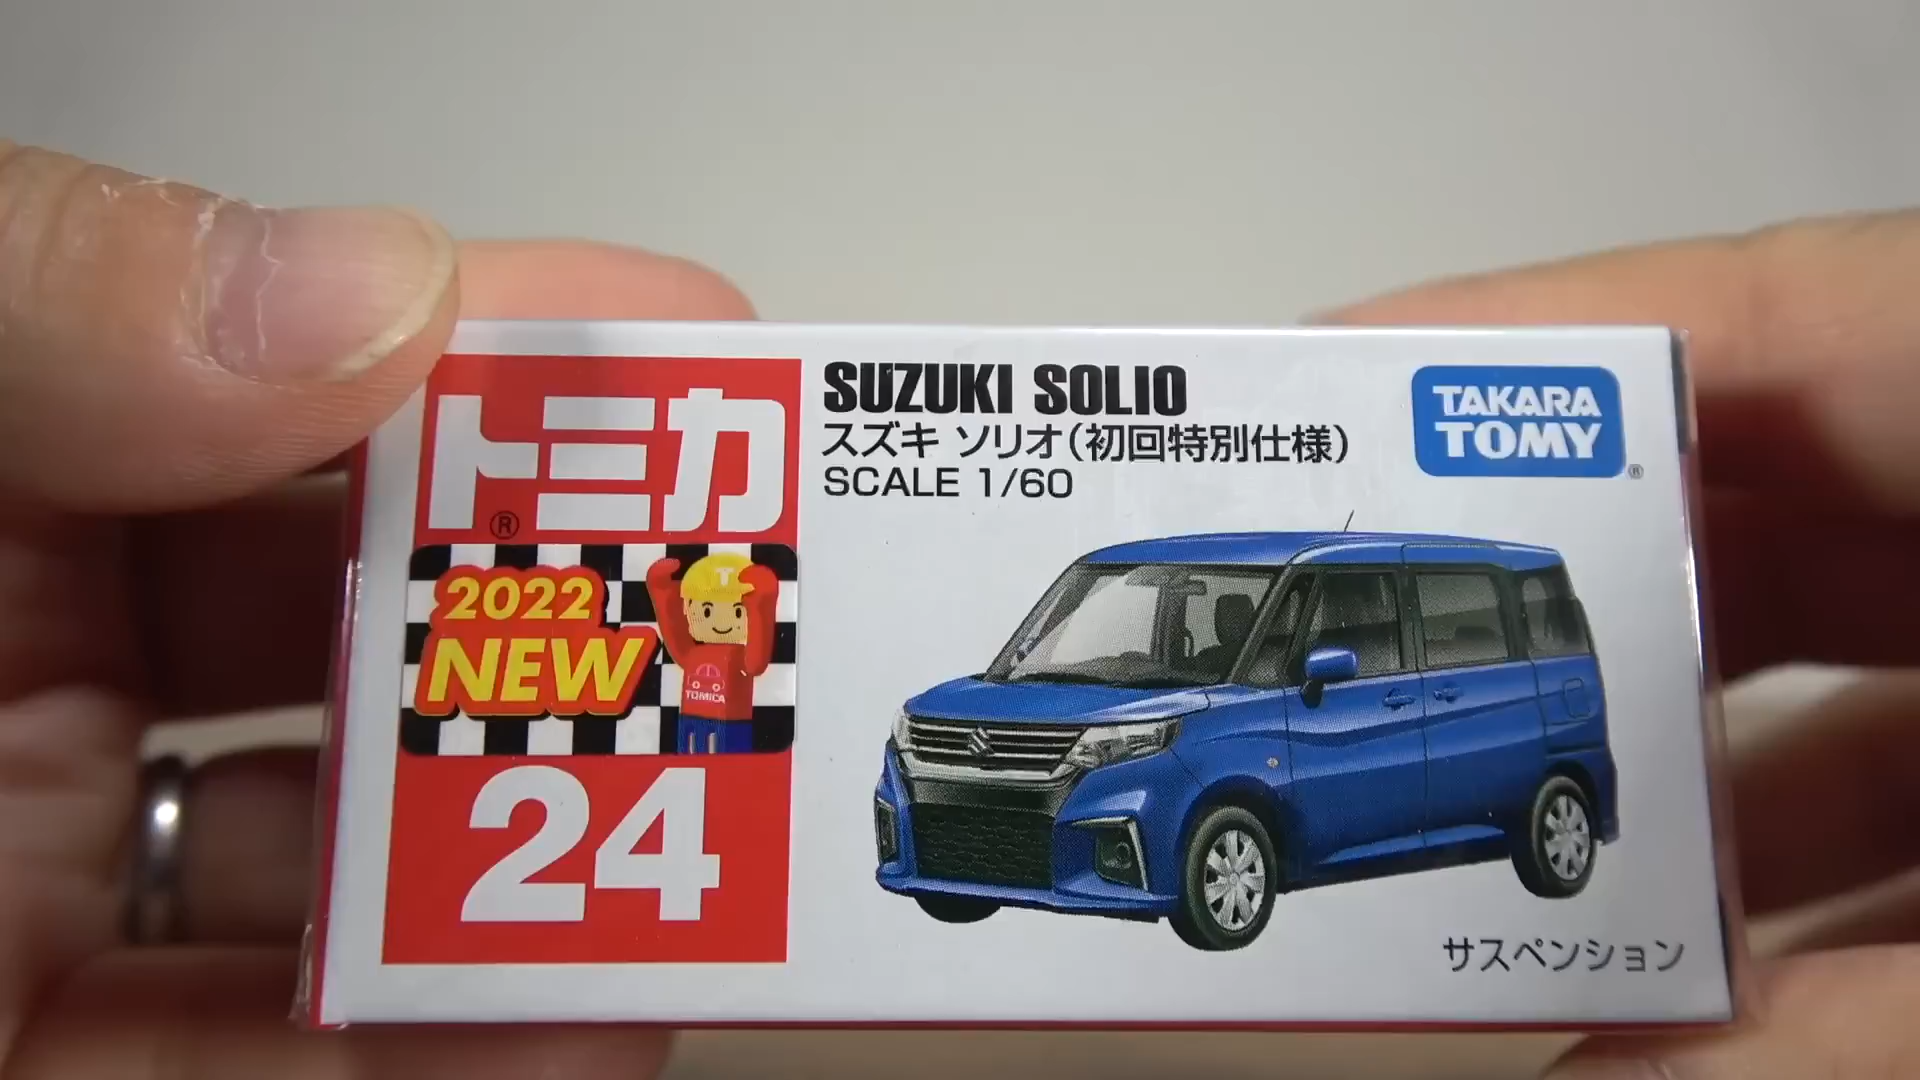 トミカ
®
2022
NEW
T
TOMICA
24
SUZUKI SOLIO
スズキ ソリオ(初回特別仕様)
SCALE 1/60
TAKARA
TOMY
®
サスペンション